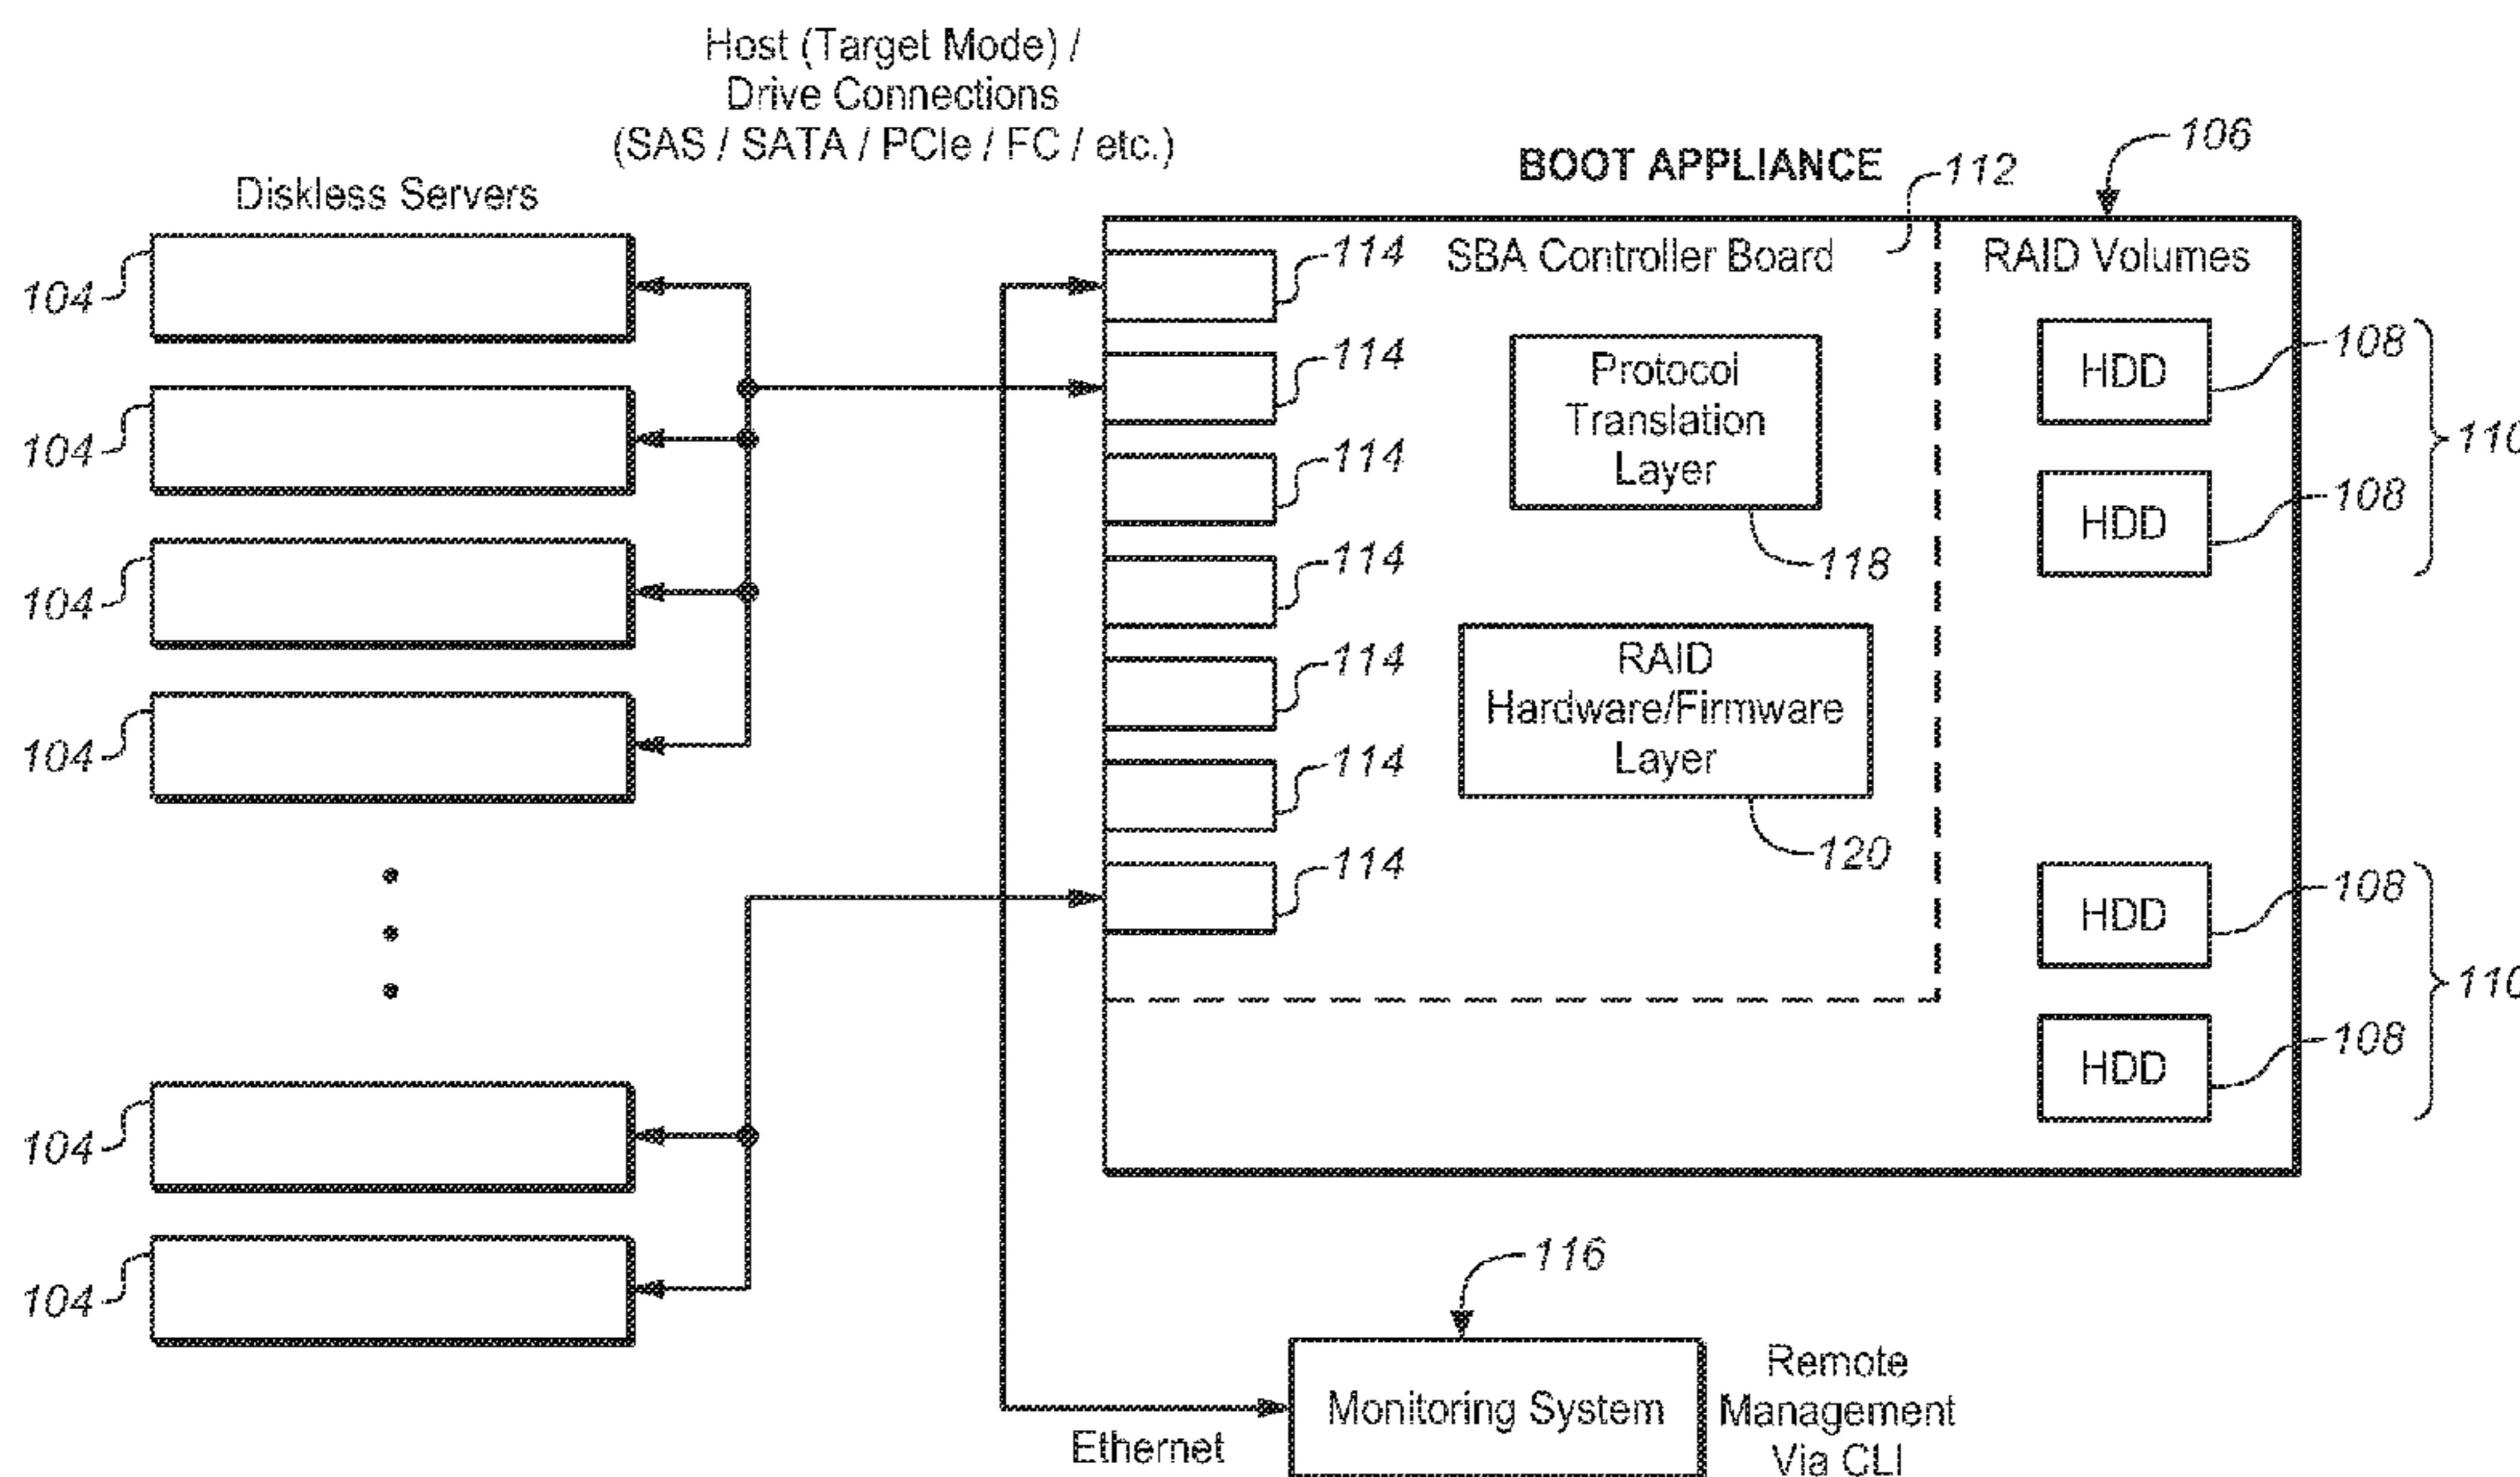 Host (Target Mode) /
Drive Connections
(SAS / SATA / PCIe / FC / etc.)
Diskless Servers
104
104
104
104
104
104
BOOT APPLIANCE
106
112
SBA Controller Board
RAID Volumes
114
114
114
114
114
114
114
Protocol
Translation
Layer
118
RAID
Hardware/Firmware
Layer
120
HDD
108
HDD
108
110
HDD
108
HDD
108
110
116
Monitoring System
Ethernet
Remote
Management
Via CLI